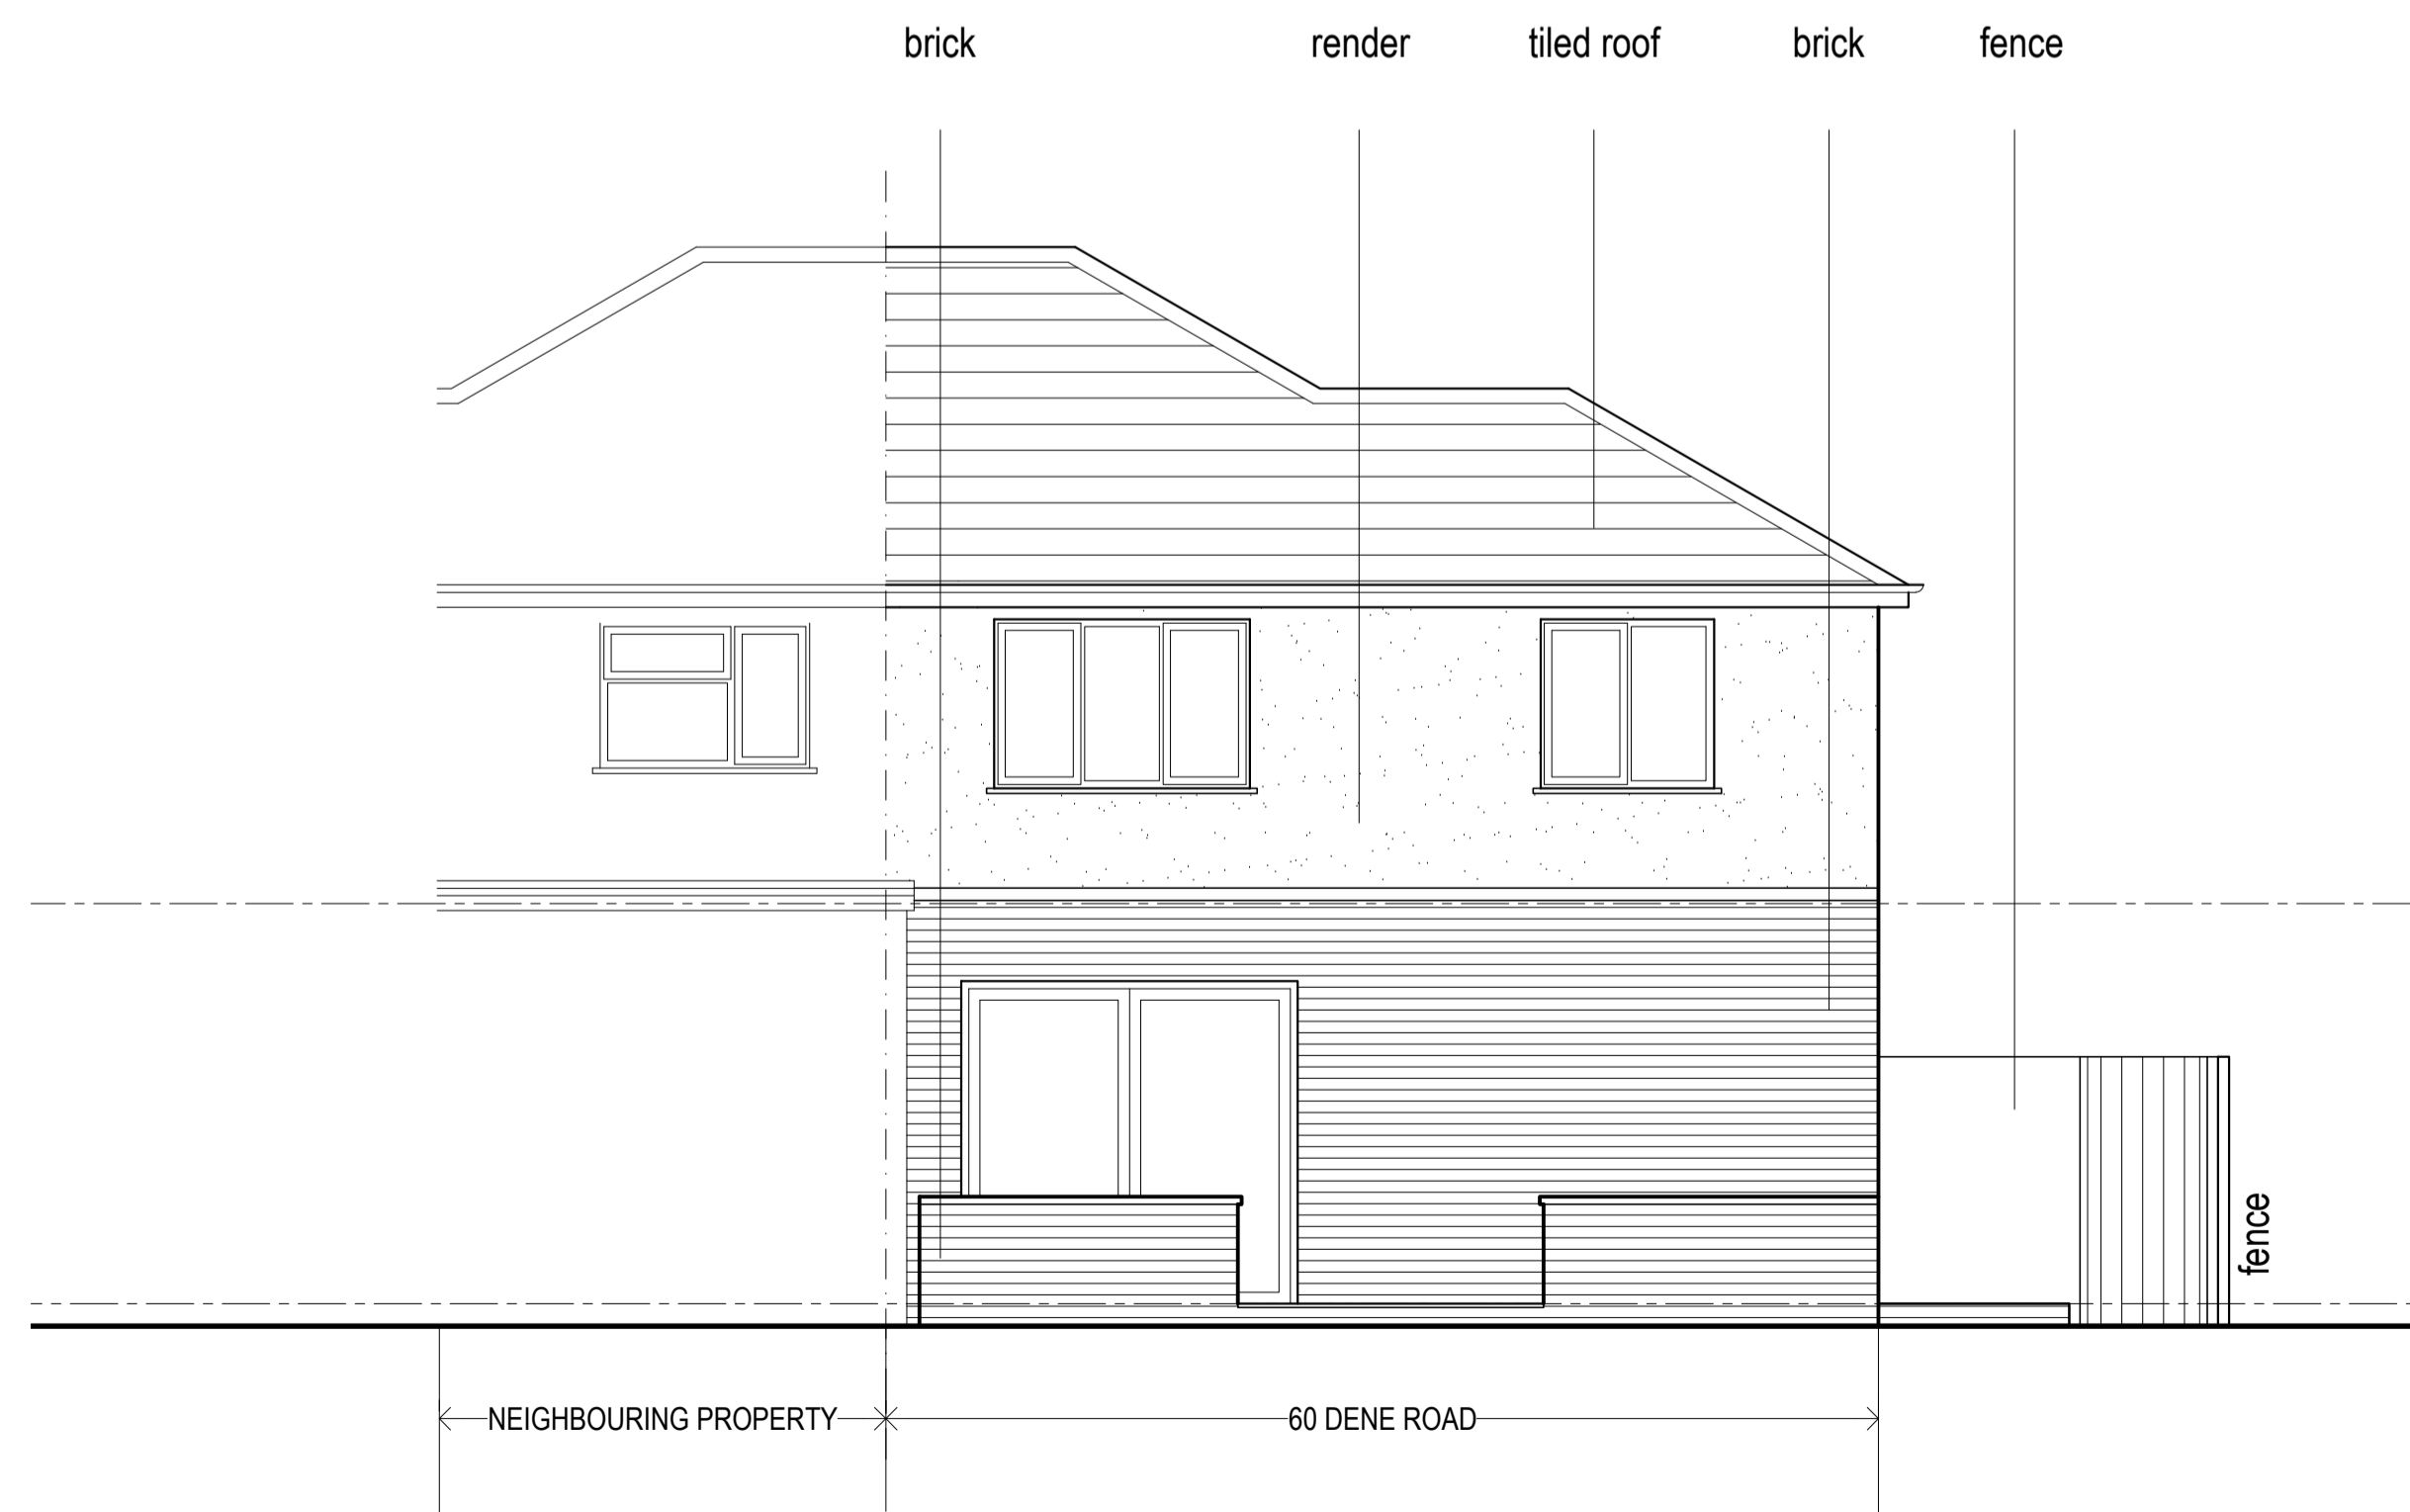 brick
render
tiled roof
brick
fence
fence
NEIGHBOURING PROPERTY
60 DENE ROAD